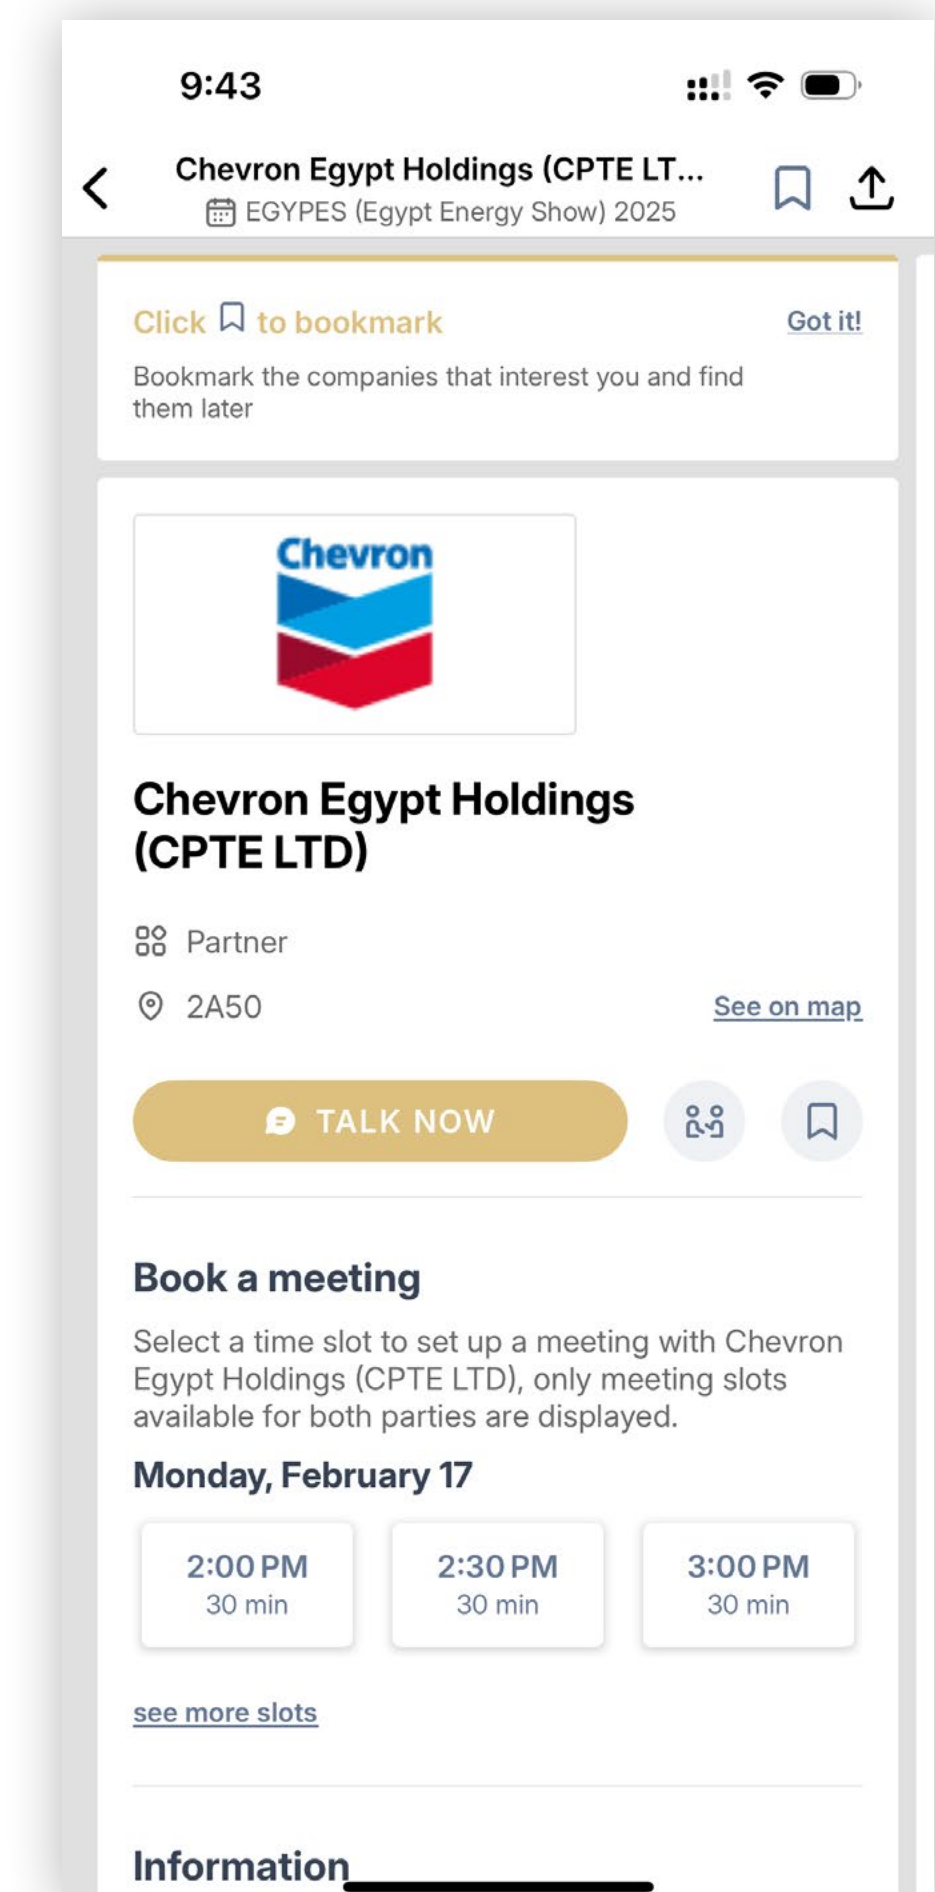 9:43
Chevron Egypt Holdings (CPTE LT...
EGYPES (Egypt Energy Show) 2025
Click to bookmark
Got it!
Bookmark the companies that interest you and find
them later
Chevron
Chevron Egypt Holdings
(CPTE LTD)
Partner
2A50
See on map
TALK NOW
Book a meeting
Select a time slot to set up a meeting with Chevron
Egypt Holdings (CPTE LTD), only meeting slots
available for both parties are displayed.
Monday, February 17
2:00 PM
30 min
2:30 PM
30 min
3:00 PM
30 min
see more slots
Information